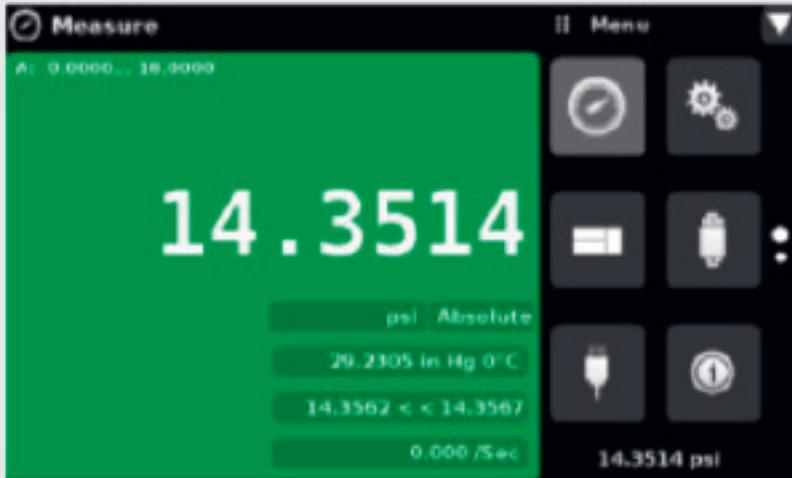 Measure
Menu
A: 0.0000... 18.0000
14.3514
psi Absolute
29.2305 in Hg 0°C
14.3562 < < 14.3567
0.000 /Sec
1
14.3514 psi